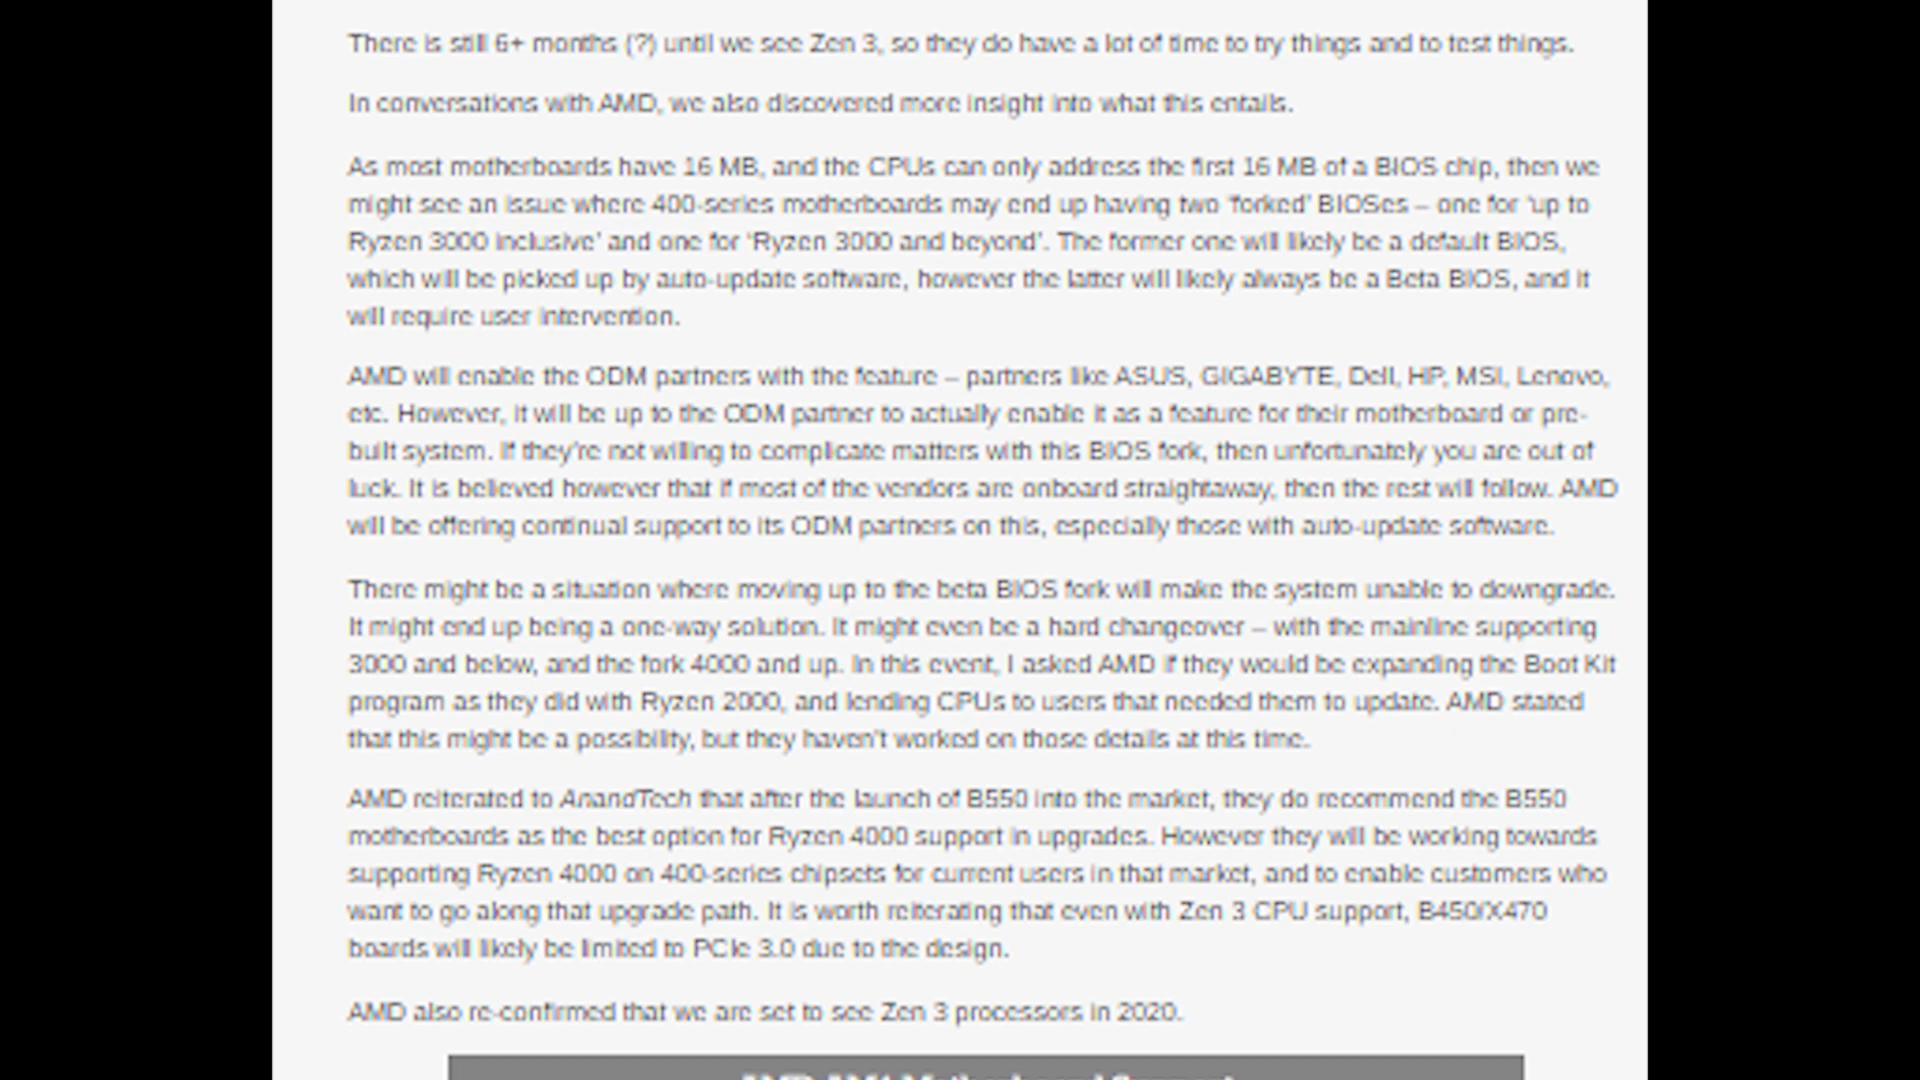 There is still 6+ months (?) until we see Zen 3, so they do have a lot of time to try things and to test things.
In conversations with AMD, we also discovered more insight into what this entails.
As most motherboards have 16 MB, and the CPUs can only address the first 16 MB of a BIOS chip, then we
might see an issue where 400-series motherboards may end up having two ‘forked’ BIOSes – one for ‘up to
Ryzen 3000 inclusive’ and one for ‘Ryzen 3000 and beyond’. The former one will likely be a default BIOS,
which will be picked up by auto-update software, however the latter will likely always be a Beta BIOS, and it
will require user intervention.
AMD will enable the ODM partners with the feature – partners like ASUS, GIGABYTE, Dell, HP, MSI, Lenovo,
etc. However, it will be up to the ODM partner to actually enable it as a feature for their motherboard or pre-
built system. If they’re not willing to complicate matters with this BIOS fork, then unfortunately you are out of
luck. It is believed however that if most of the vendors are onboard straightaway, then the rest will follow. AMD
will be offering continual support to its ODM partners on this, especially those with auto-update software.
There might be a situation where moving up to the beta BIOS fork will make the system unable to downgrade.
It might end up being a one-way solution. It might even be a hard changeover – with the mainline supporting
3000 and below, and the fork 4000 and up. In this event, I asked AMD if they would be expanding the Boot Kit
program as they did with Ryzen 2000, and lending CPUs to users that needed them to update. AMD stated
that this might be a possibility, but they haven’t worked on those details at this time.
AMD reiterated to AnandTech that after the launch of B550 into the market, they do recommend the B550
motherboards as the best option for Ryzen 4000 support in upgrades. However they will be working towards
supporting Ryzen 4000 on 400-series chipsets for current users in that market, and to enable customers who
want to go along that upgrade path. It is worth reiterating that even with Zen 3 CPU support, B450/X470
boards will likely be limited to PCIe 3.0 due to the design.
AMD also re-confirmed that we are set to see Zen 3 processors in 2020.